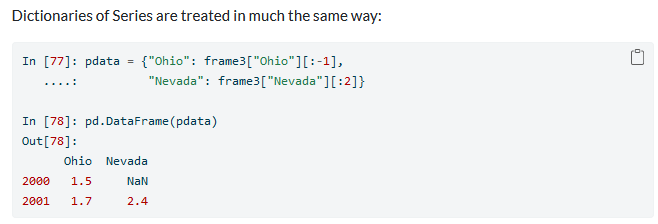 Dictionaries of Series are treated in much the same way:
In [77]: pdata = {"Ohio": frame3["Ohio"][:-1],
   ....:          "Nevada": frame3["Nevada"][:2]}
In [78]: pd.DataFrame(pdata)
Out[78]:
      Ohio  Nevada
2000   1.5     NaN
2001   1.7     2.4